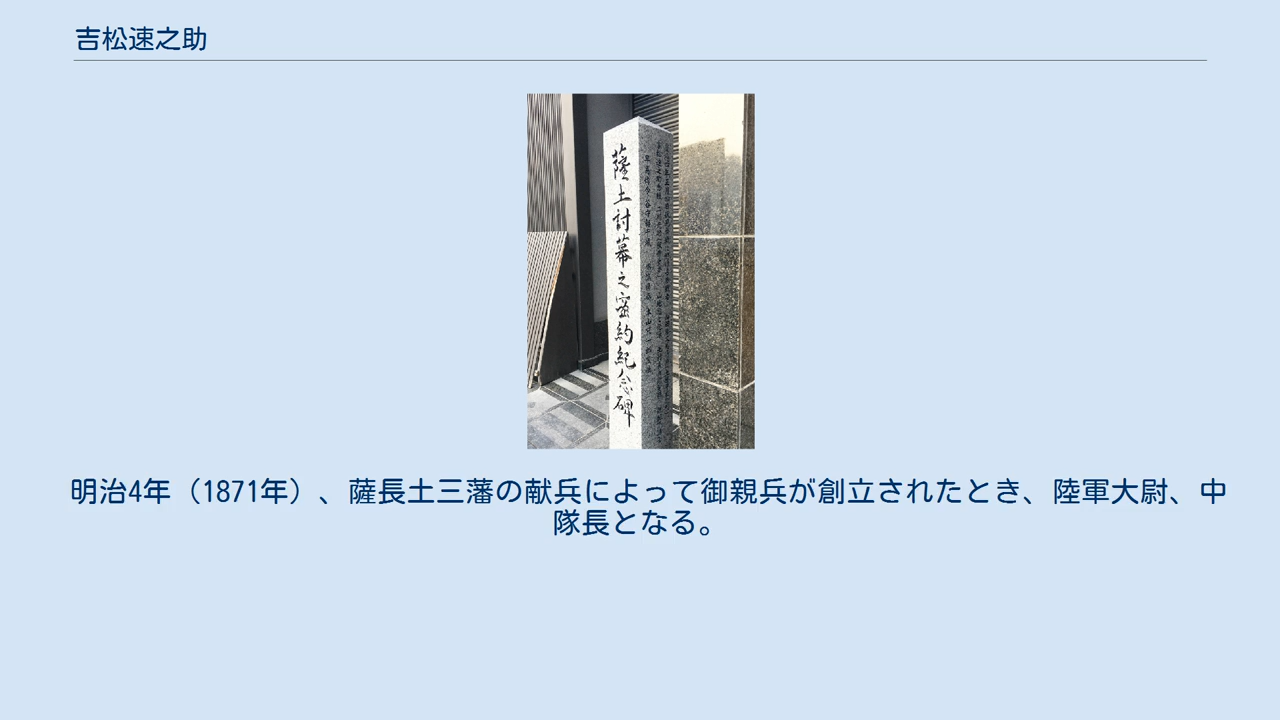 吉松速之助
薩土討幕之密約紀念碑
明治4年（1871年）、薩長土三藩の献兵によって御親兵が創立されたとき、陸軍大尉、中
隊長となる。